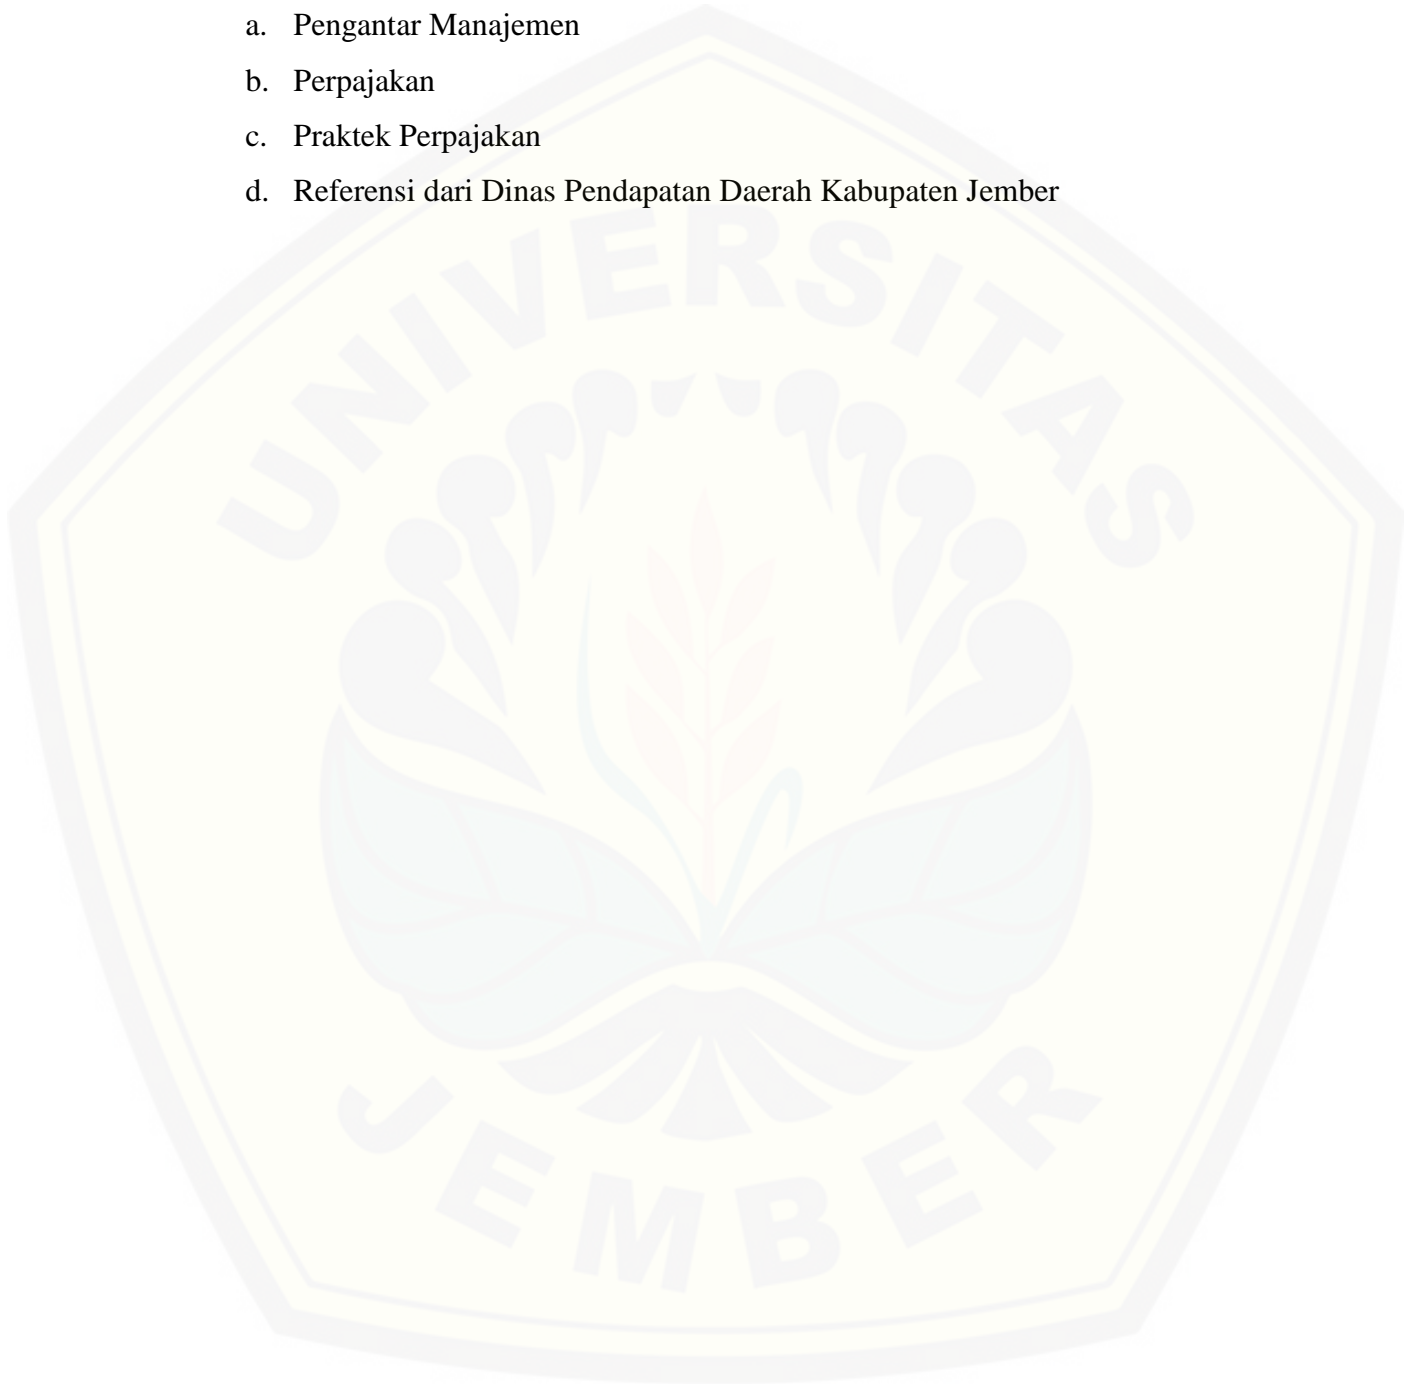 a. Pengantar Manajemen
b. Perpajakan
c. Praktek Perpajakan
d. Referensi dari Dinas Pendapatan Daerah Kabupaten Jember
UNIVERSITAS
JEMBER